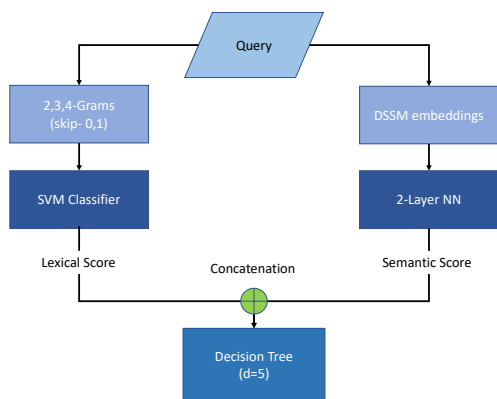 Query
2,3,4-Grams
(skip- 0,1)
DSSM embeddings
SVM Classifier
2-Layer NN
Lexical Score
Semantic Score
Concatenation
Decision Tree
(d=5)